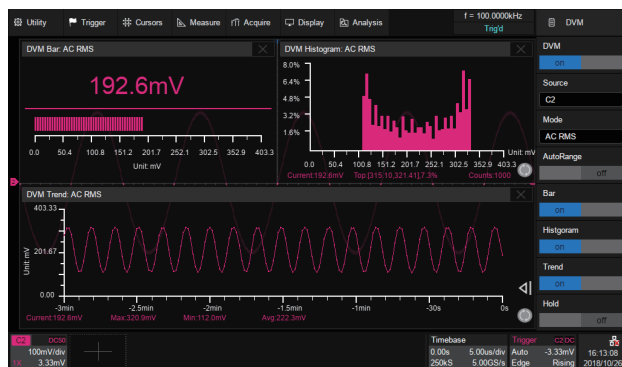 Utility Trigger Cursors Measure Acquire Display Analysis f = 100.0000kHz Trig'd DVM
DVM Bar: AC RMS
192.6mV
0.0 50.4 100.8 151.2 201.7 252.1 302.5 352.9 403.3
Unit: mV
DVM Histogram: AC RMS
8.0%
6.4%
4.8%
3.2%
1.6%
Unit: mV
0.0 50.4 100.8 151.2 201.7 252.1 302.5 352.9 403.3
Current:192.6mV Top:[315.10,321.41],7.3% Counts:1000
DVM Trend: AC RMS
403.33
Unit: mV
201.67
0.00
-3min -2.5min -2min -1.5min -1min -30s 0s
Current:192.6mV Max:320.9mV Min:112.0mV Avg:222.3mV
DVM
on
Source
C2
Mode
AC RMS
AutoRange
off
Bar
on
Histgoram
on
Trend
on
Hold
off
C2 DC50
100mV/div
1X 3.33mV
Timebase
0.00s 5.00us/div
250kS 5.00GS/s
Trigger C2 DC
Auto -3.33mV
Edge Rising
16:13:08
2018/10/26